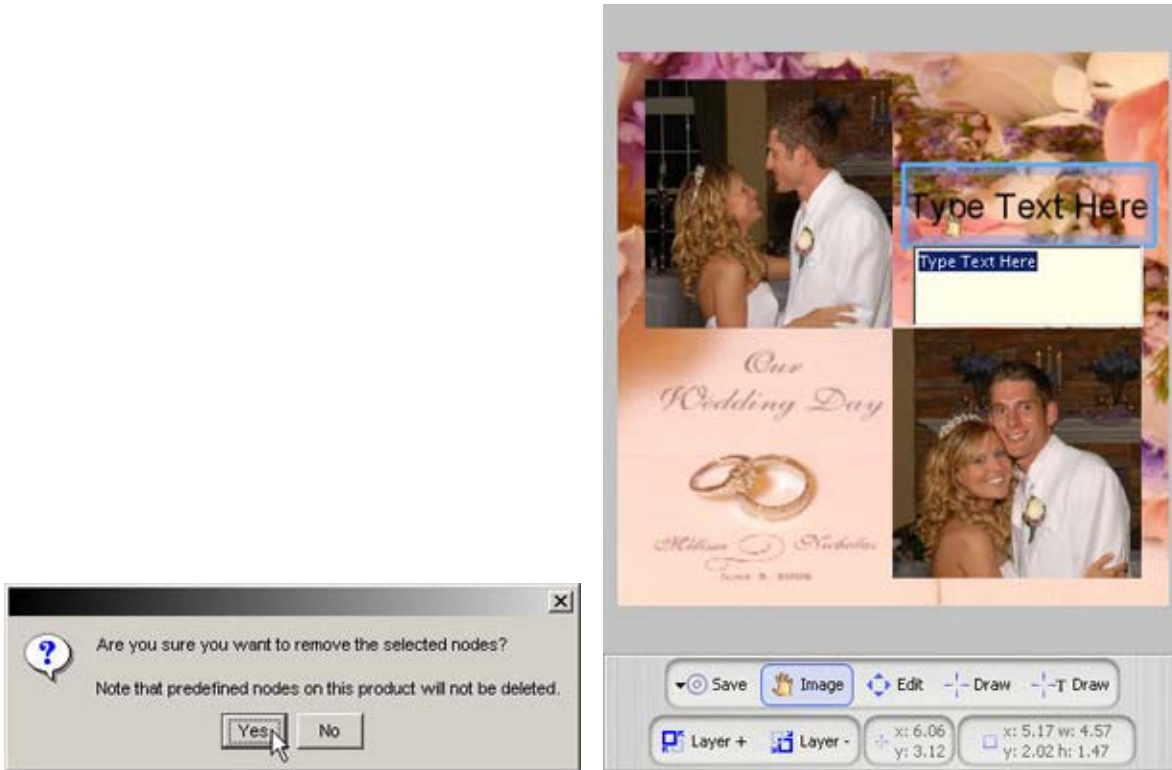 Type Text Here
Type Text Here
Our
Wedding Day
Nicholas
Are you sure you want to remove the selected nodes?
Note that predefined nodes on this product will not be deleted.
Yes
No
Save
Image
Edit
Draw
T Draw
Layer +
Layer -
x: 6.06
y: 3.12
x: 5.17 w: 4.57
y: 2.02 h: 1.47